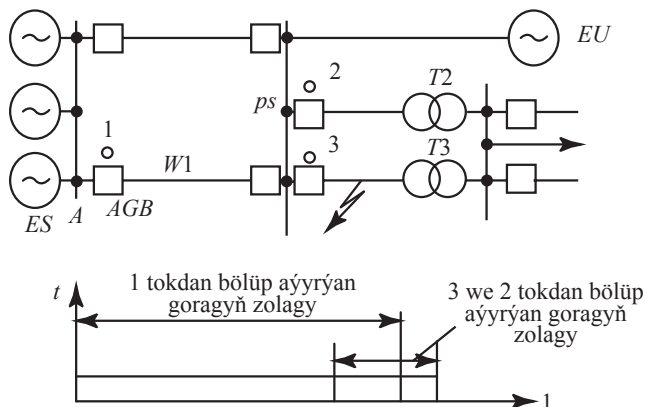 EU
2
T2
ps
1
3
T3
W1
ES
A
AGB
t
1 tokdan bölüp aýyrýan
goragyň zolagy
3 we 2 tokdan bölüp
aýyrýan goragyň
zolagy
1